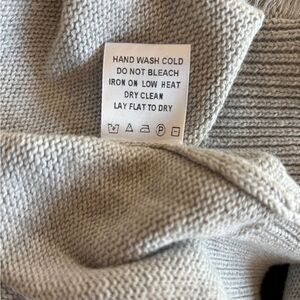 HAND WASH COLD
DO NOT BLEACH
IRON ON LOW HEAT
DRY CLEAN
LAY FLAT TO DRY